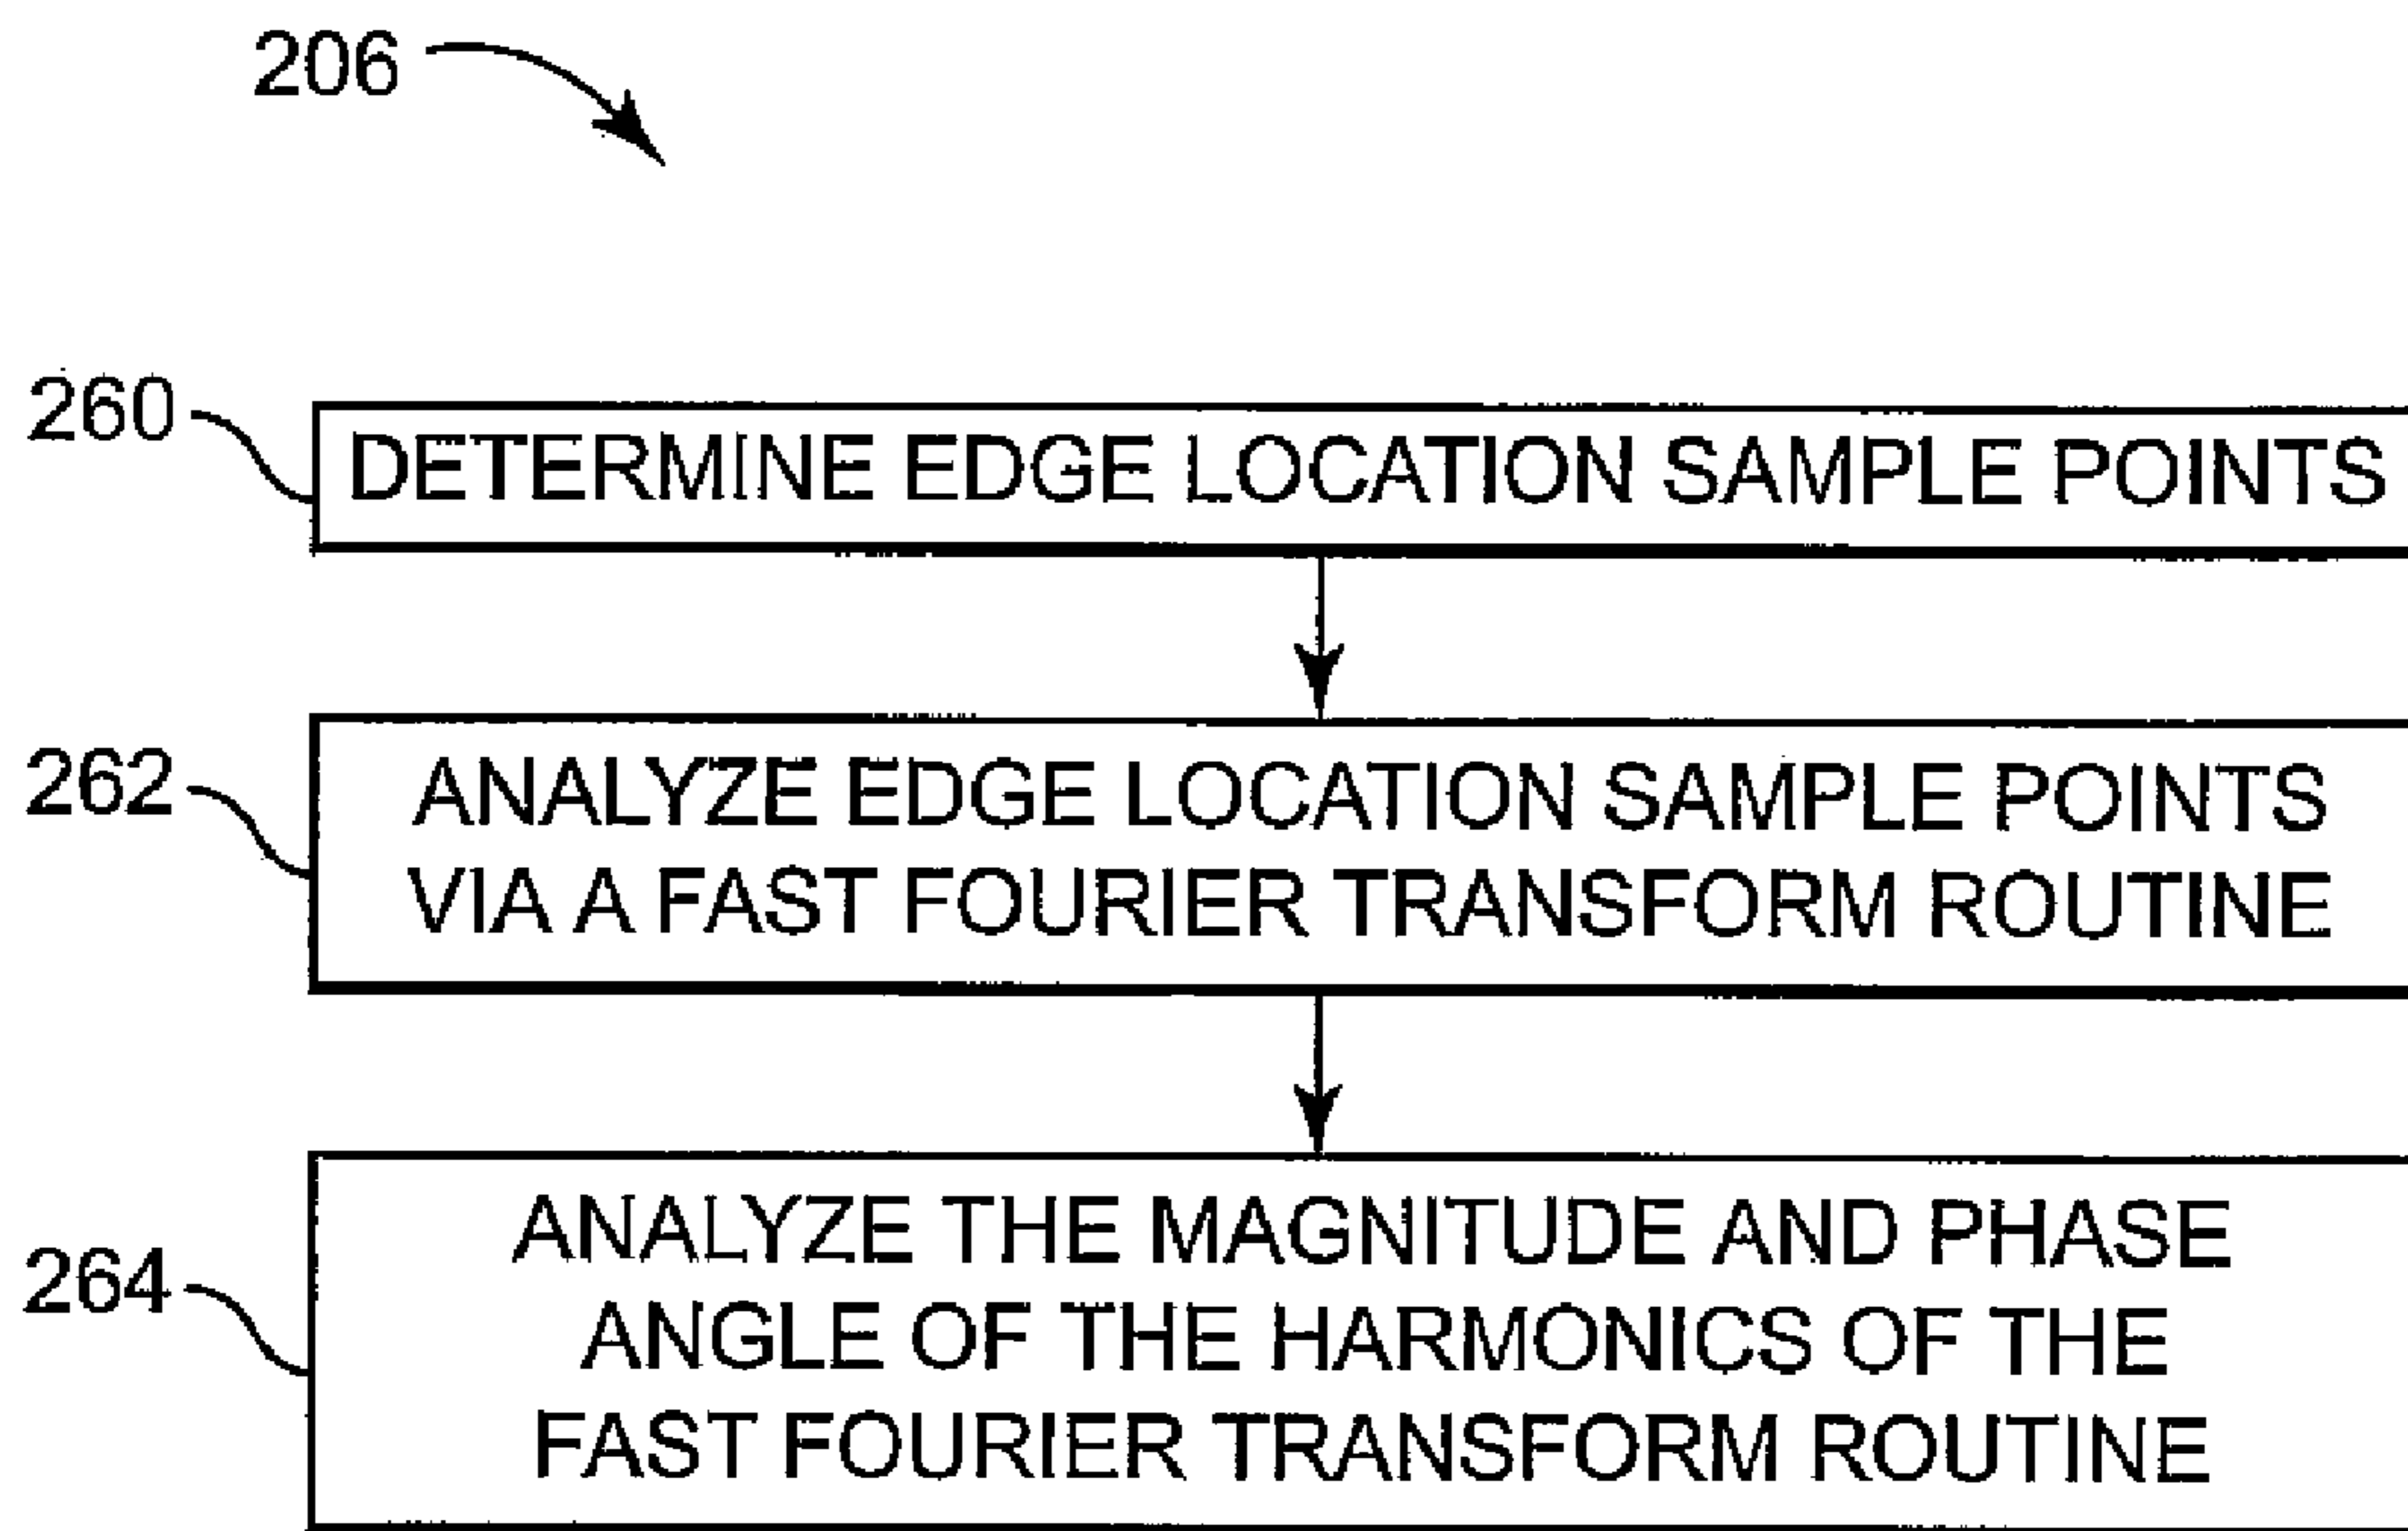 206
260
DETERMINE EDGE LOCATION SAMPLE POINTS
262
ANALYZE EDGE LOCATION SAMPLE POINTS
VIA A FAST FOURIER TRANSFORM ROUTINE
264
ANALYZE THE MAGNITUDE AND PHASE
ANGLE OF THE HARMONICS OF THE
FAST FOURIER TRANSFORM ROUTINE